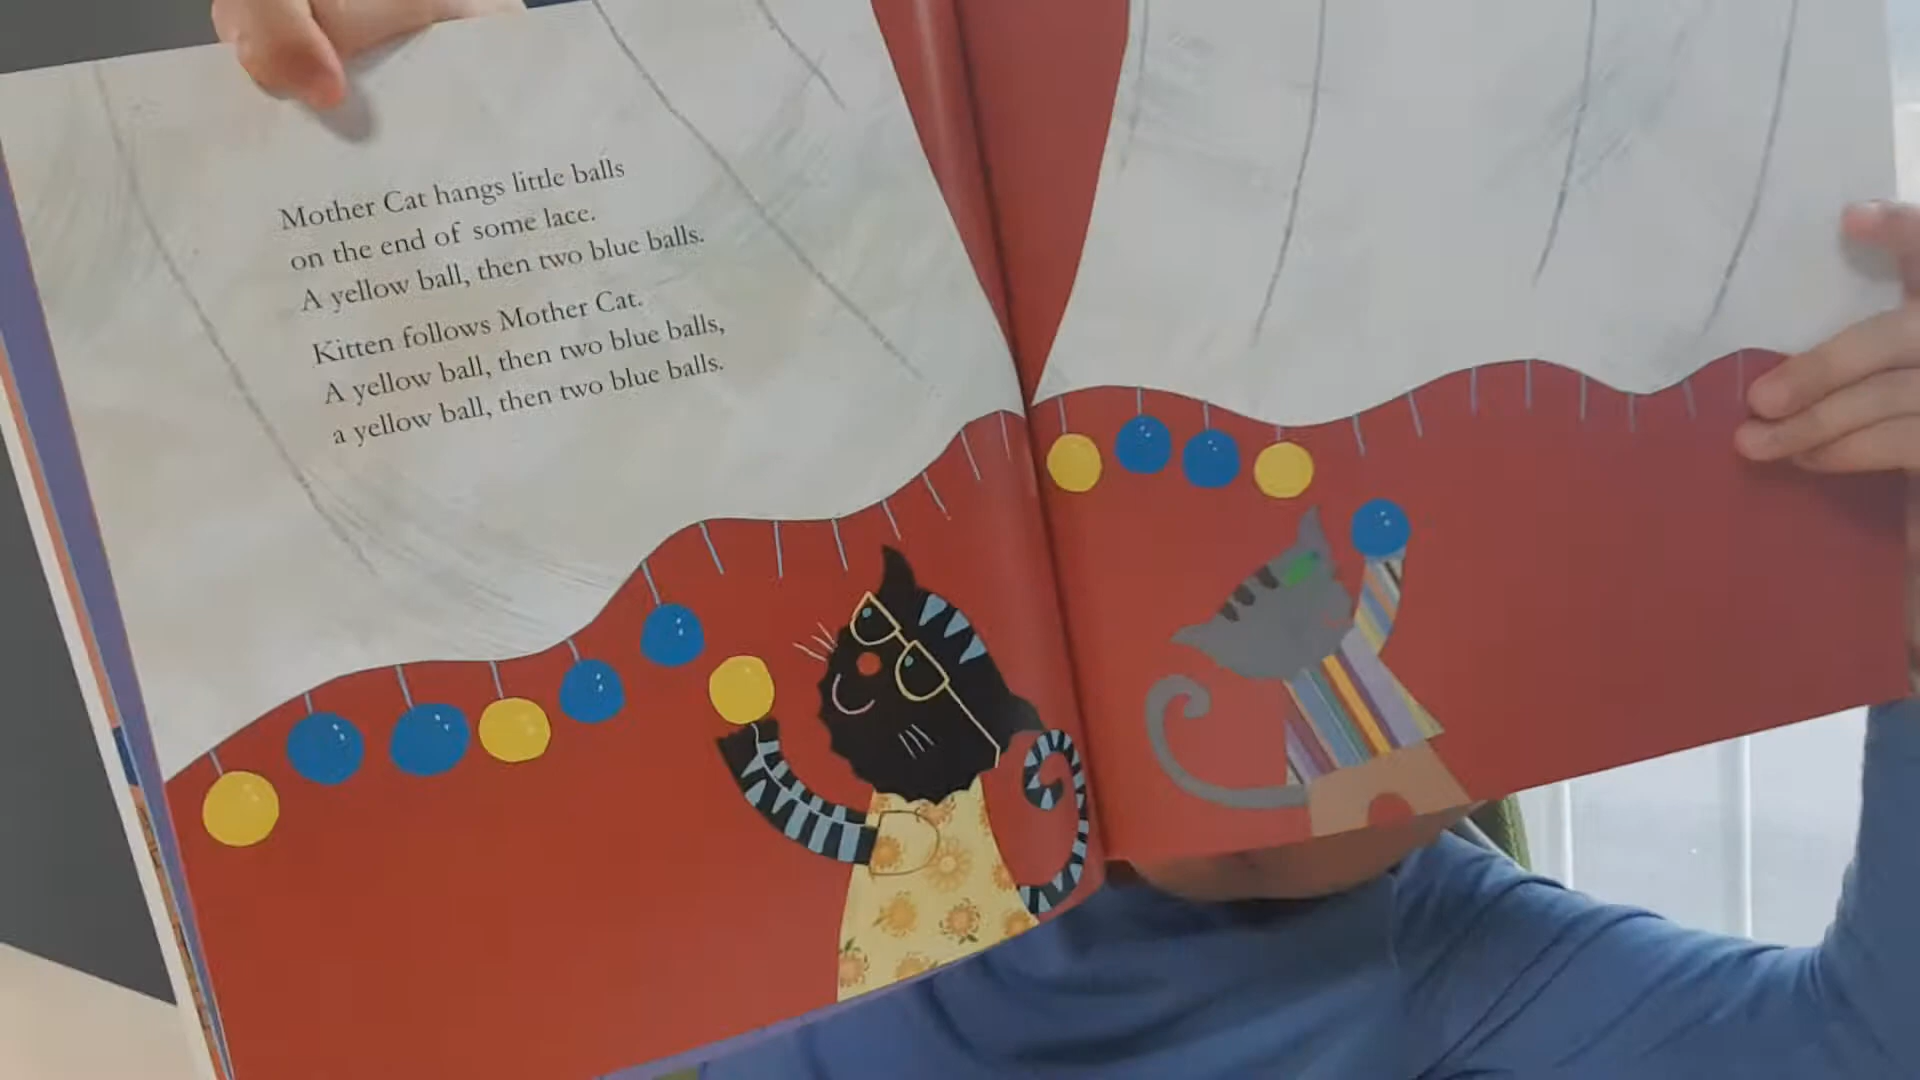 Mother Cat hangs little balls
on the end of some lace.
A yellow ball, then two blue balls.
Kitten follows Mother Cat.
A yellow ball, then two blue balls,
a yellow ball, then two blue balls.